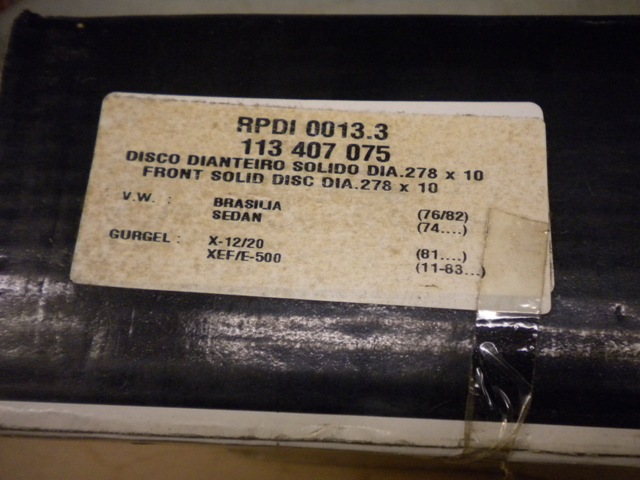 RPDI 0013.3
113 407 075
DISCO DIANTEIRO SOLIDO DIA.278 x 10
FRONT SOLID DISC DIA.278 x 10
V.W. : BRASILIA (76/82)
SEDAN (74....)
GURGEL : X-12/20 (81....)
XEF/E-500 (11-83...)